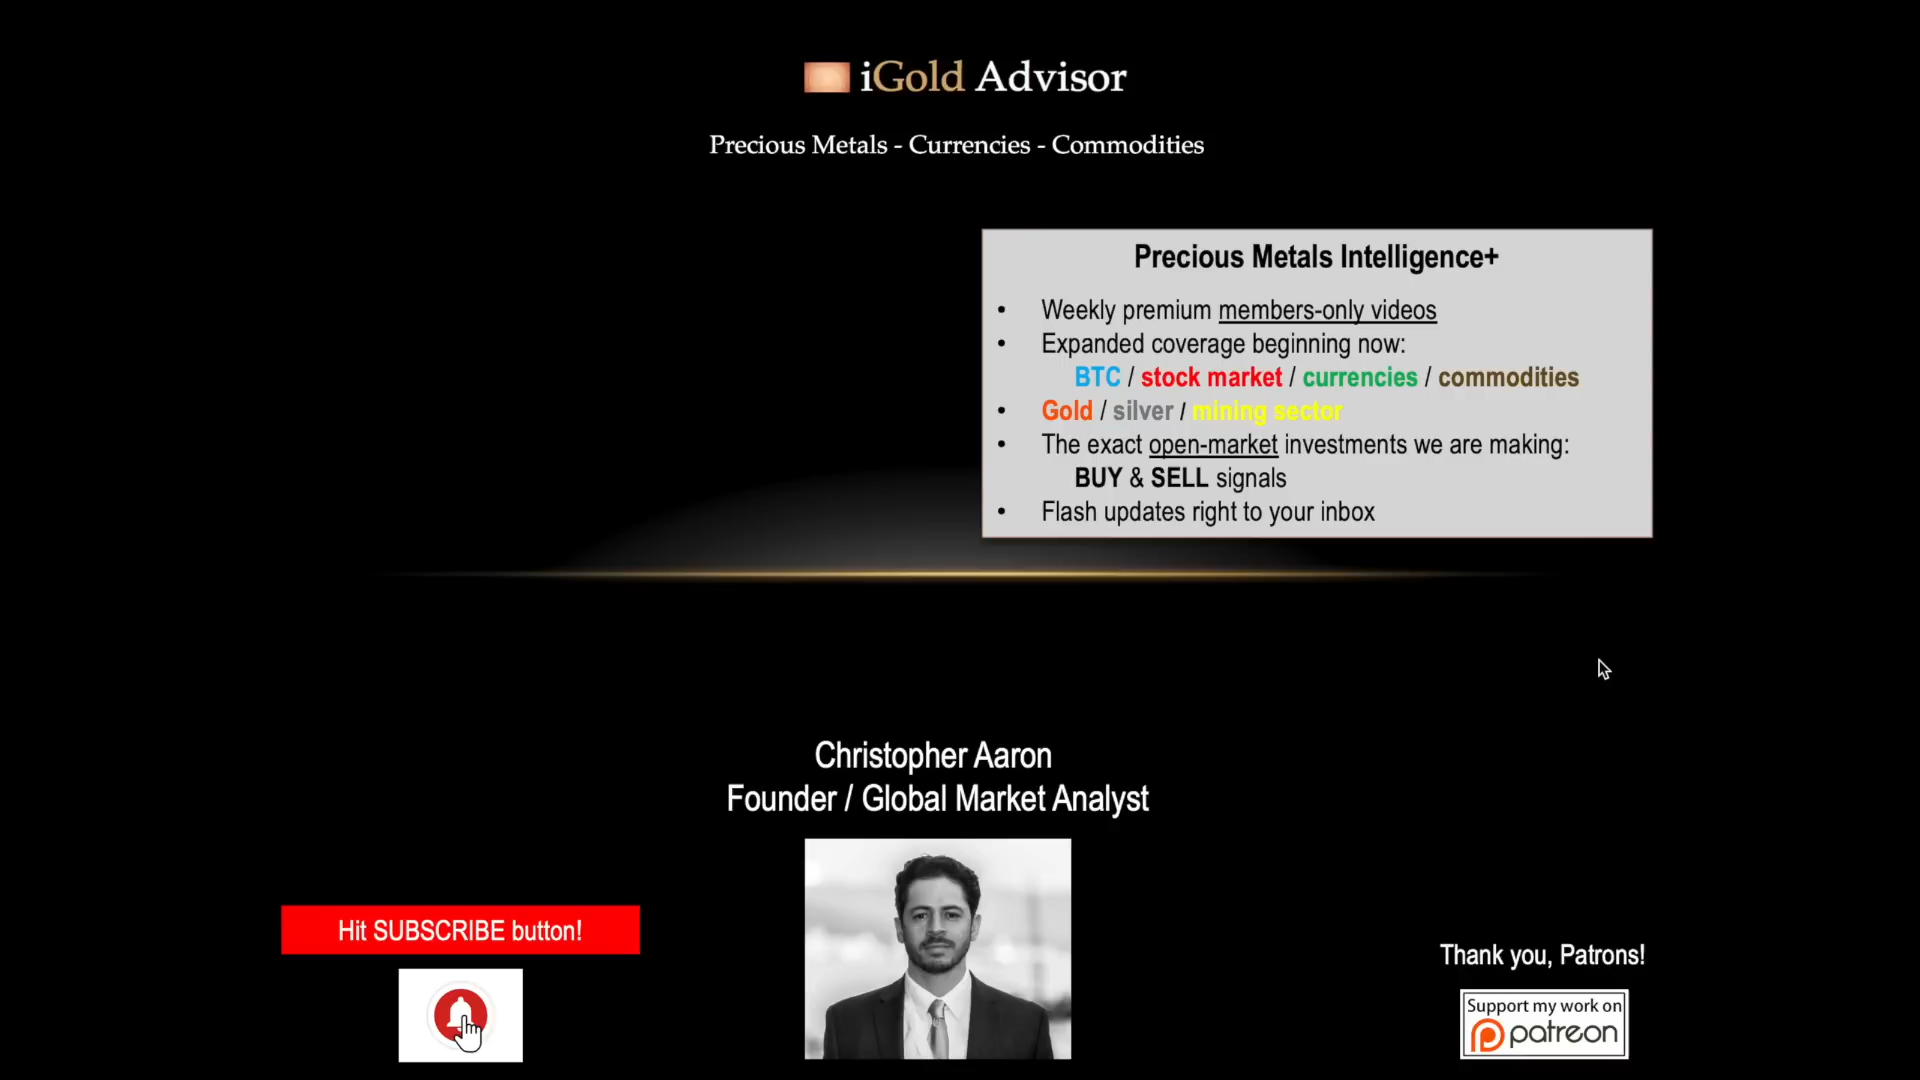 iGold Advisor
Precious Metals - Currencies - Commodities
Precious Metals Intelligence+
• Weekly premium members-only videos
• Expanded coverage beginning now:
BTC / stock market / currencies / commodities
• Gold / silver / mining sector
• The exact open-market investments we are making:
BUY & SELL signals
• Flash updates right to your inbox
Christopher Aaron
Founder / Global Market Analyst
Hit SUBSCRIBE button!
Thank you, Patrons!
Support my work on
patreon